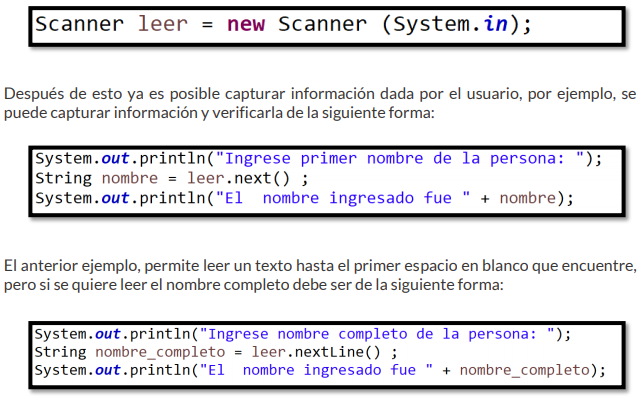 Scanner leer = new Scanner (System.in);
Después de esto ya es posible capturar información dada por el usuario, por ejemplo, se
puede capturar información y verificarla de la siguiente forma:
System.out.println("Ingrese primer nombre de la persona: ");
String nombre = leer.next() ;
System.out.println("El  nombre ingresado fue " + nombre);
El anterior ejemplo, permite leer un texto hasta el primer espacio en blanco que encuentre,
pero si se quiere leer el nombre completo debe ser de la siguiente forma:
System.out.println("Ingrese nombre completo de la persona: ");
String nombre_completo = leer.nextLine() ;
System.out.println("El  nombre ingresado fue " + nombre_completo);